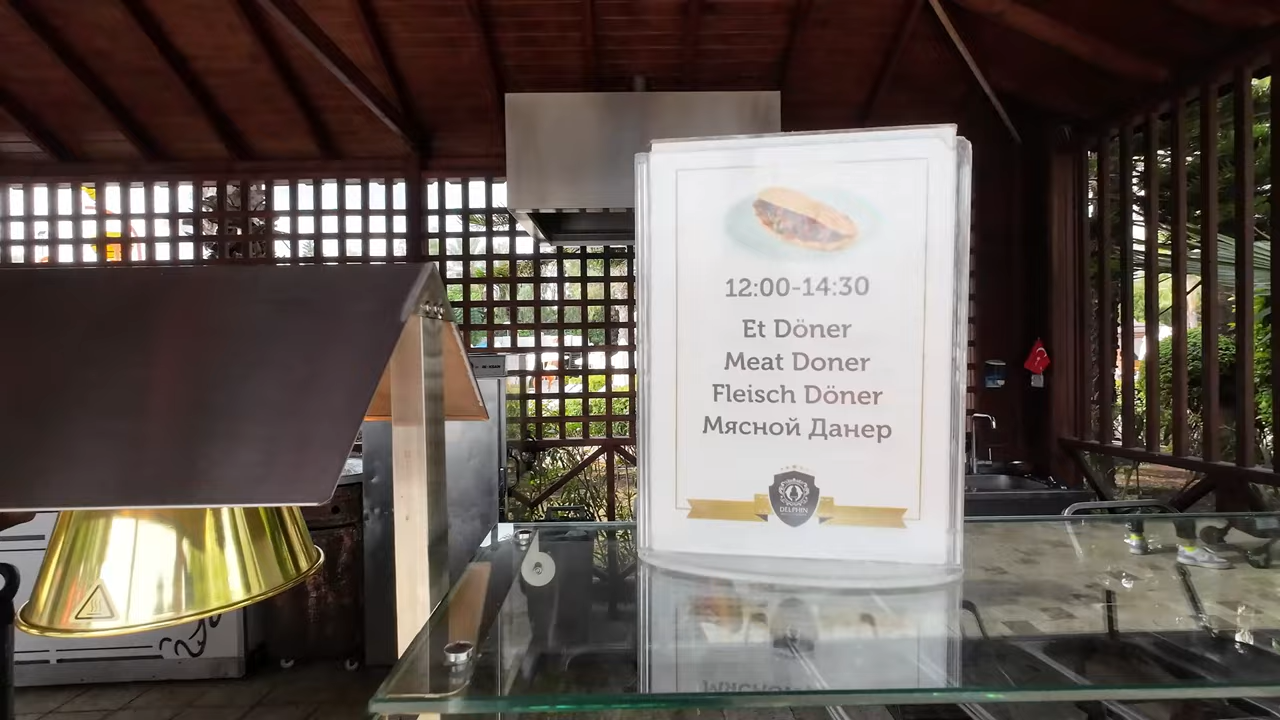 12:00-14:30
Et Döner
Meat Doner
Fleisch Döner
Мясной Данер
DELPHIN